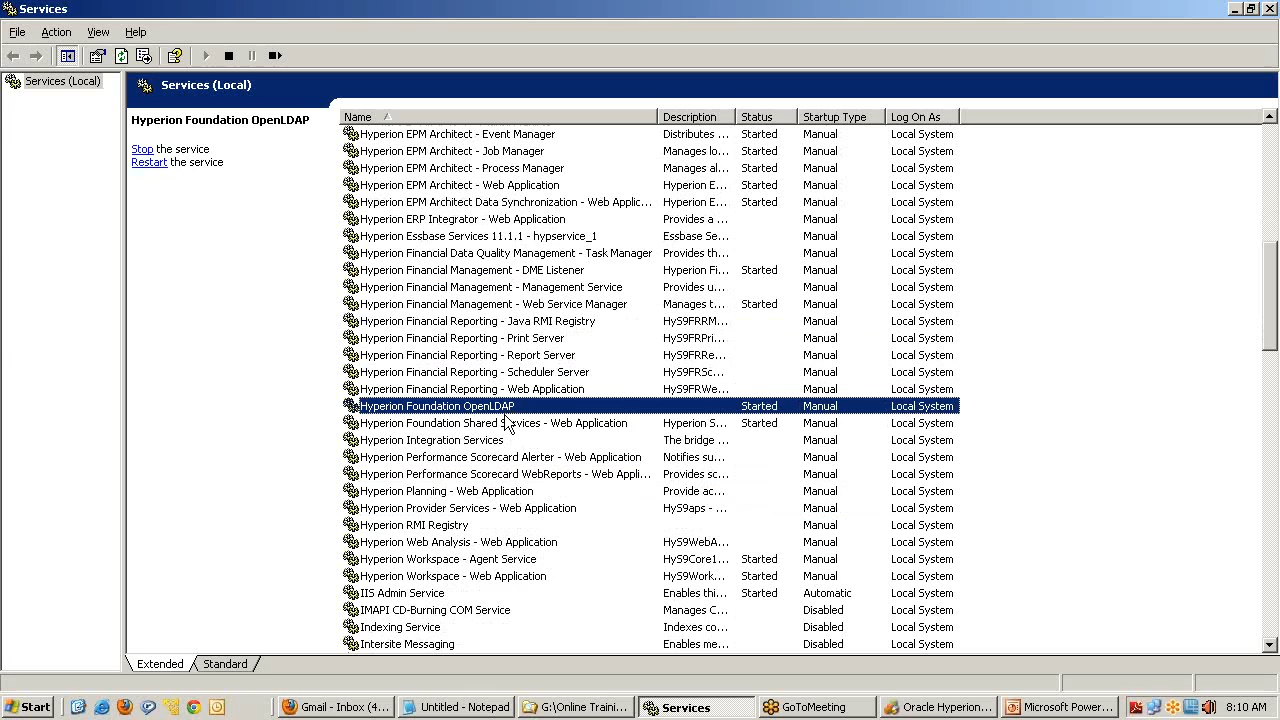 Services
File Action View Help
Services (Local)
Services (Local)
Hyperion Foundation OpenLDAP
Stop the service
Restart the service
Name Description Status Startup Type Log On As
Hyperion EPM Architect - Event Manager Distributes ... Started Manual Local System
Hyperion EPM Architect - Job Manager Manages lo... Started Manual Local System
Hyperion EPM Architect - Process Manager Manages al... Started Manual Local System
Hyperion EPM Architect - Web Application Hyperion E... Started Manual Local System
Hyperion EPM Architect Data Synchronization - Web Applic... Hyperion E... Started Manual Local System
Hyperion ERP Integrator - Web Application Provides a ... Manual Local System
Hyperion Essbase Services 11.1.1 - hypservice_1 Essbase Se... Manual Local System
Hyperion Financial Data Quality Management - Task Manager Provides th... Manual Local System
Hyperion Financial Management - DME Listener Hyperion Fi... Started Manual Local System
Hyperion Financial Management - Management Service Provides u... Manual Local System
Hyperion Financial Management - Web Service Manager Manages t... Started Manual Local System
Hyperion Financial Reporting - Java RMI Registry HyS9FRRM... Manual Local System
Hyperion Financial Reporting - Print Server HyS9FRPri... Manual Local System
Hyperion Financial Reporting - Report Server HyS9FRRe... Manual Local System
Hyperion Financial Reporting - Scheduler Server HyS9FRSc... Manual Local System
Hyperion Financial Reporting - Web Application HyS9FRWe... Manual Local System
Hyperion Foundation OpenLDAP Started Manual Local System
Hyperion Foundation Shared Services - Web Application Hyperion S... Started Manual Local System
Hyperion Integration Services The bridge ... Manual Local System
Hyperion Performance Scorecard Alerter - Web Application Notifies su... Manual Local System
Hyperion Performance Scorecard WebReports - Web Appli... Provides sc... Manual Local System
Hyperion Planning - Web Application Provide ac... Manual Local System
Hyperion Provider Services - Web Application HyS9aps - ... Manual Local System
Hyperion RMI Registry Manual Local System
Hyperion Web Analysis - Web Application HyS9WebA... Manual Local System
Hyperion Workspace - Agent Service HyS9Core1... Started Manual Local System
Hyperion Workspace - Web Application HyS9Work... Started Manual Local System
IIS Admin Service Enables thi... Started Automatic Local System
IMAPI CD-Burning COM Service Manages C... Disabled Local System
Indexing Service Indexes co... Disabled Local System
Intersite Messaging Enables me... Disabled Local System
Extended Standard
Start Gmail - Inbox (4... Untitled - Notepad G:\Online Traini... Services GoToMeeting Oracle Hyperion... Microsoft Power... 8:10 AM